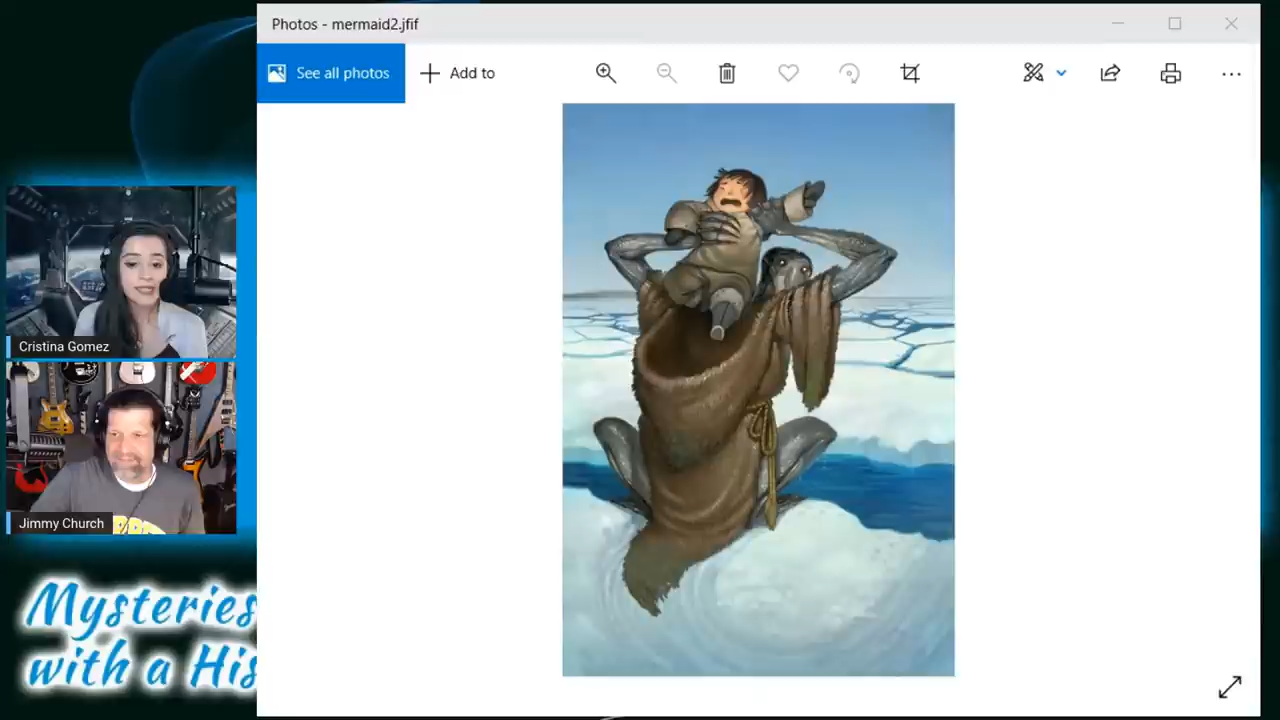 Photos - mermaid2.jfif
See all photos
Add to
Cristina Gomez
Jimmy Church
Mysteries
with a His